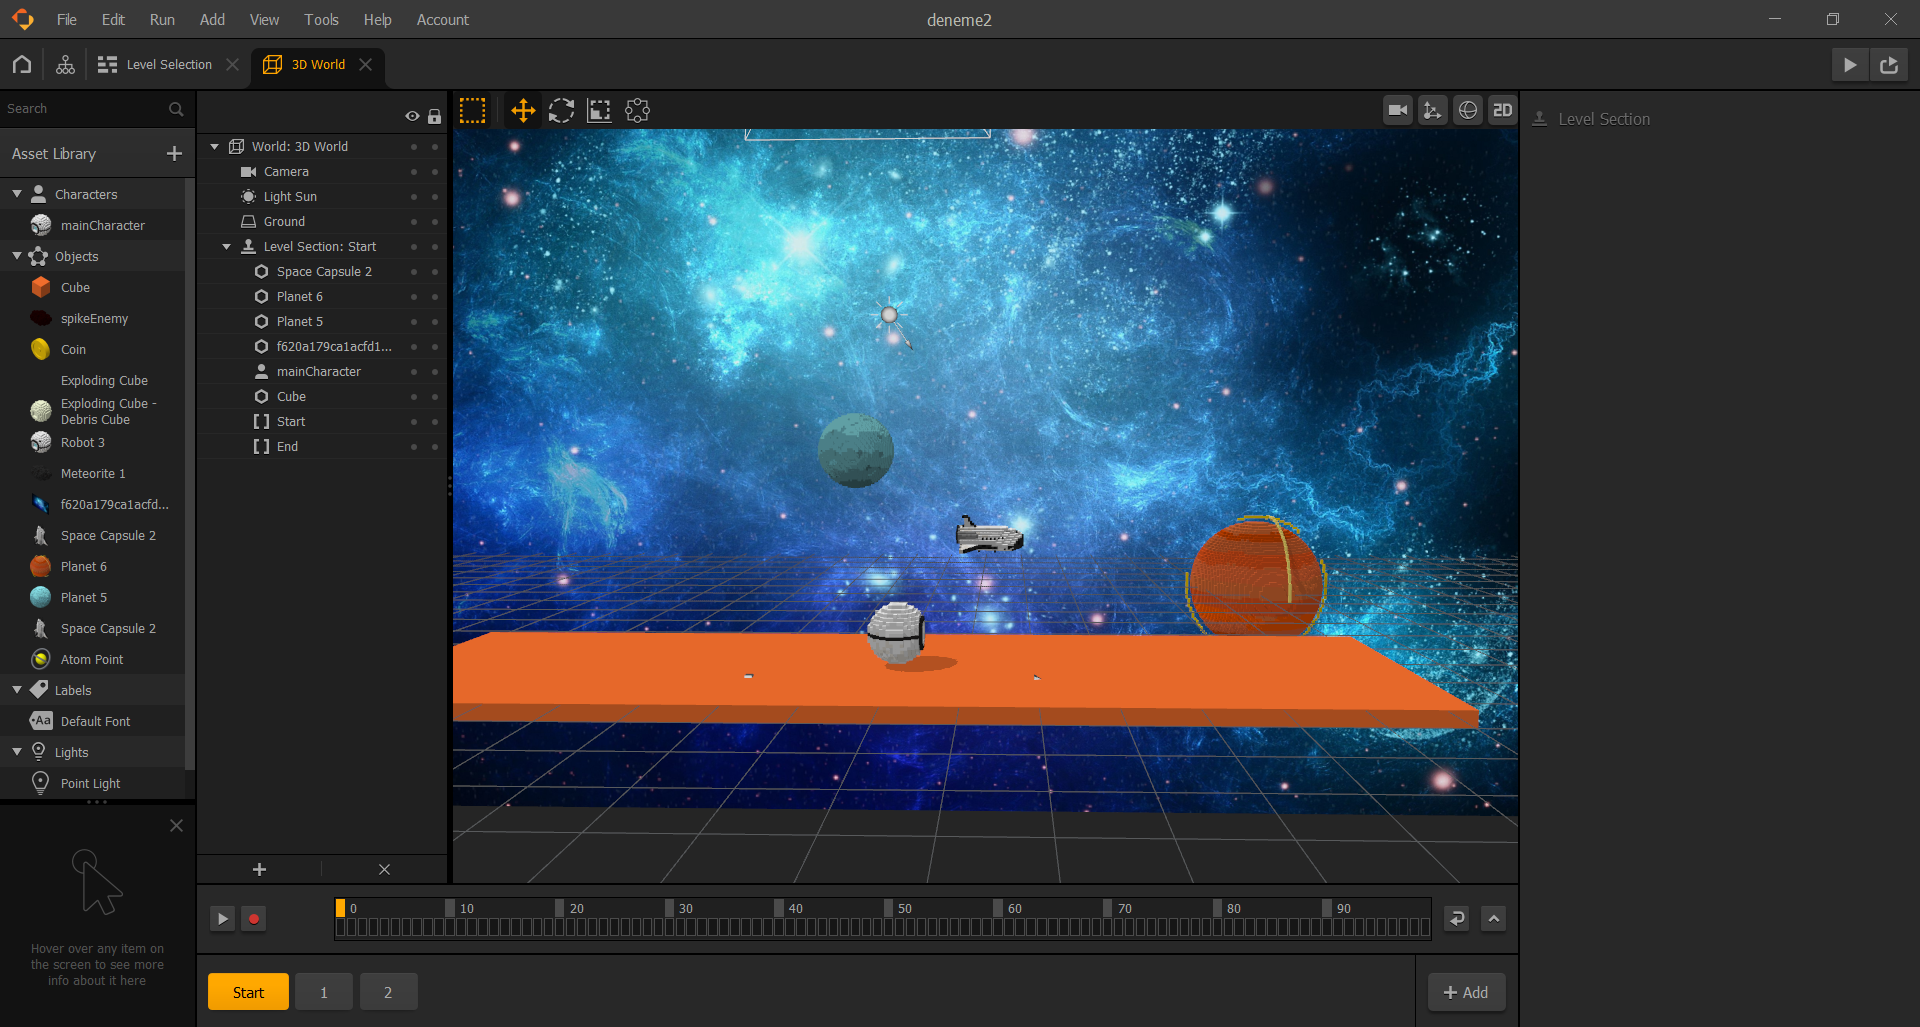 File Edit Run Add View Tools Help Account
deneme2
Level Selection
3D World
Search
Asset Library
Characters
mainCharacter
Objects
Cube
spikeEnemy
Coin
Exploding Cube
Exploding Cube -
Debris Cube
Robot 3
Meteorite 1
f620a179ca1acfd...
Space Capsule 2
Planet 6
Planet 5
Space Capsule 2
Atom Point
Labels
Aa Default Font
Lights
Point Light
Hover over any item on
the screen to see more
info about it here
World: 3D World
Camera
Light Sun
Ground
Level Section: Start
Space Capsule 2
Planet 6
Planet 5
f620a179ca1acfd1...
mainCharacter
Cube
Start
End
2D
Level Section
0 10 20 30 40 50 60 70 80 90
Start 1 2
Add